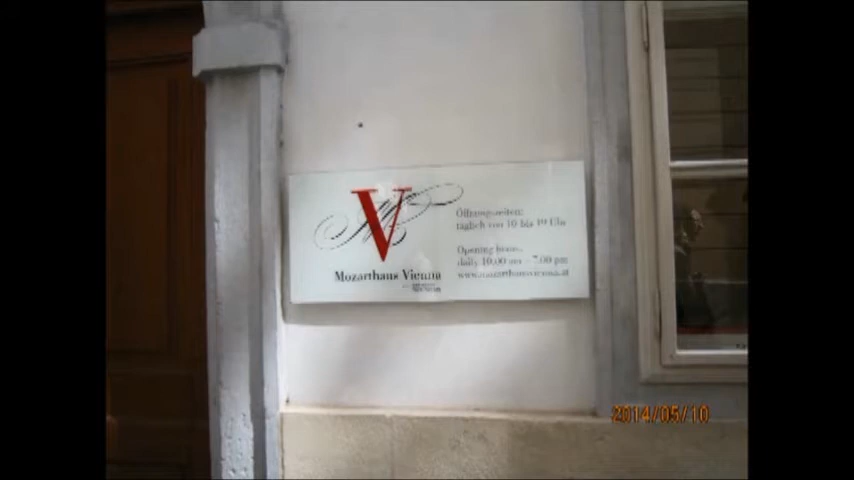 V
Mozarthaus Vienna
Öffnungszeiten:
täglich von 10 bis 19 Uhr
Opening hours:
daily 10.00 am - 7.00 pm
www.mozarthausvienna.at
2014/05/10